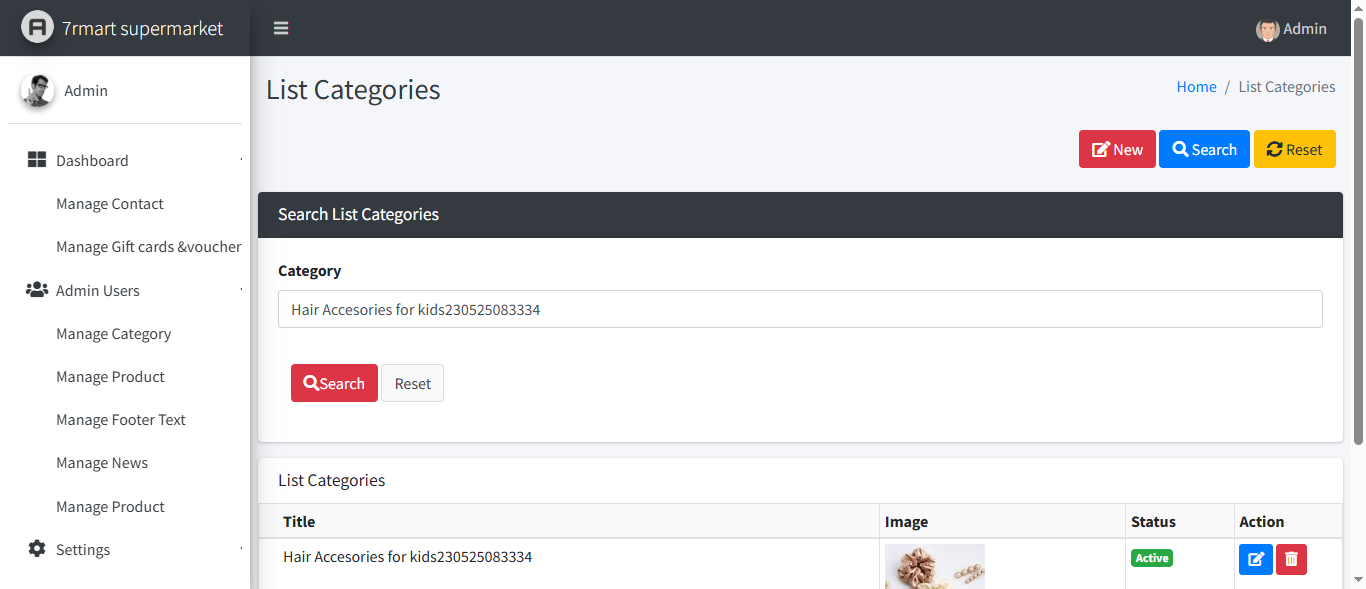 7rmart supermarket
Admin
Admin
List Categories
Home / List Categories
New Search Reset
Dashboard
Manage Contact
Manage Gift cards &voucher
Admin Users
Manage Category
Manage Product
Manage Footer Text
Manage News
Manage Product
Settings
Search List Categories
Category
Hair Accesories for kids230525083334
Search Reset
List Categories
Title Image Status Action
Hair Accesories for kids230525083334 Active